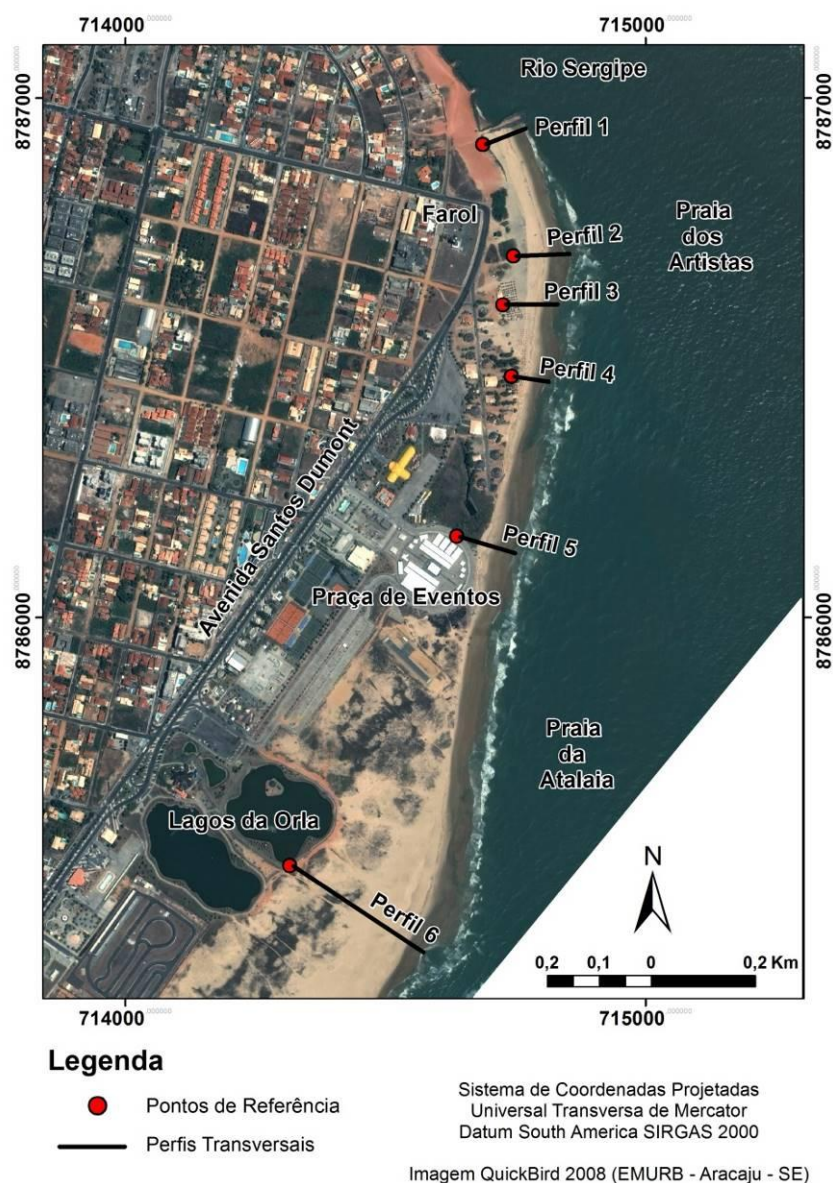 714000
715000
Rio Sergipe
8787000
8787000
Perfil 1
Farol
Perfil 2
Praia
dos
Artistas
Perfil 3
Perfil 4
Avenida Santos Dumont
Perfil 5
Praça de Eventos
8786000
8786000
Praia
da
Atalaia
Lagos da Orla
Perfil 6
N
0,2 0,1 0 0,2 Km
714000
715000
Legenda
Pontos de Referência
Perfis Transversais
Sistema de Coordenadas Projetadas
Universal Transversa de Mercator
Datum South America SIRGAS 2000
Imagem QuickBird 2008 (EMURB - Aracaju - SE)